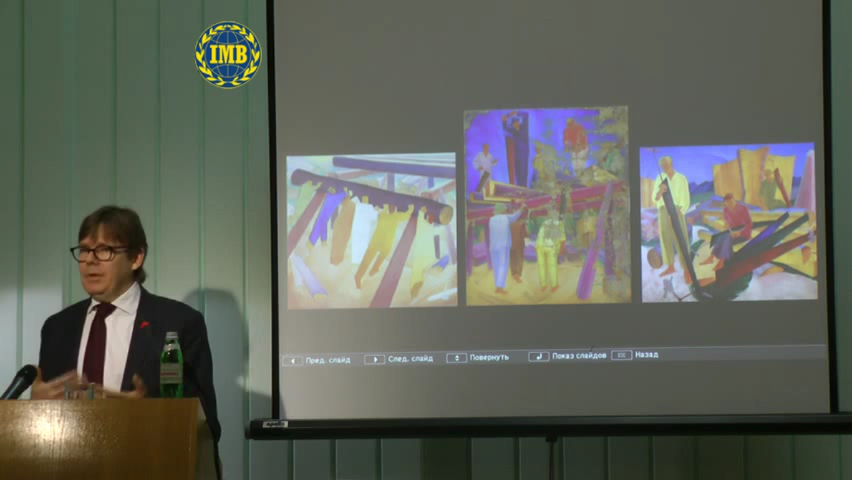 IMB
Пред. слайд
След. слайд
Повернуть
Показ слайдов
Назад